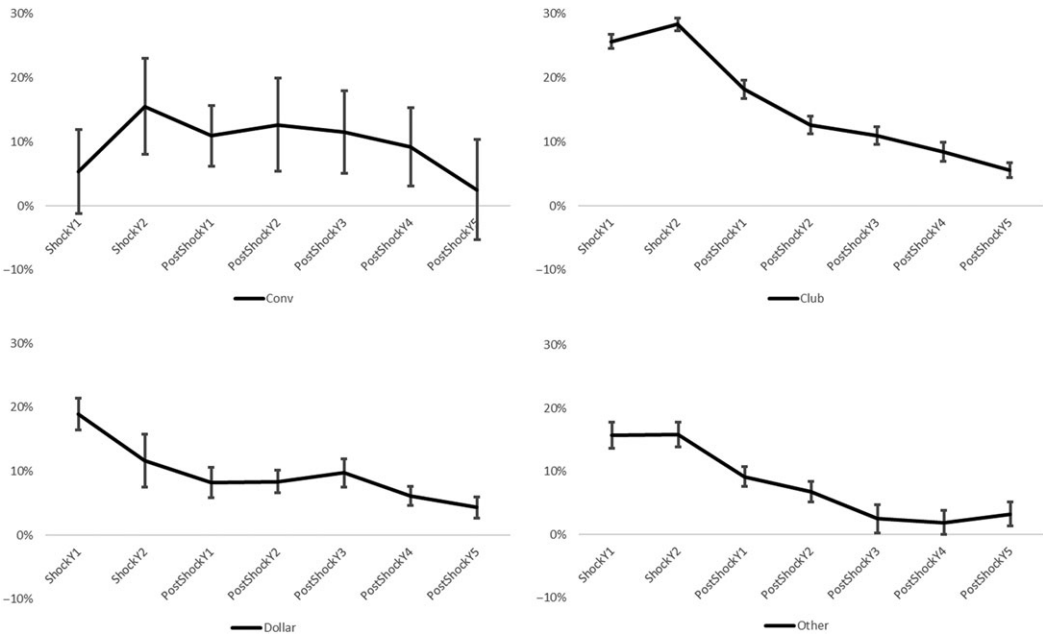 30%
20%
10%
0%
−10%
ShockY1
ShockY2
PostShockY1
PostShockY2
PostShockY3
PostShockY4
PostShockY5
Conv
30%
20%
10%
0%
−10%
ShockY1
ShockY2
PostShockY1
PostShockY2
PostShockY3
PostShockY4
PostShockY5
Club
30%
20%
10%
0%
−10%
ShockY1
ShockY2
PostShockY1
PostShockY2
PostShockY3
PostShockY4
PostShockY5
Dollar
30%
20%
10%
0%
−10%
ShockY1
ShockY2
PostShockY1
PostShockY2
PostShockY3
PostShockY4
PostShockY5
Other